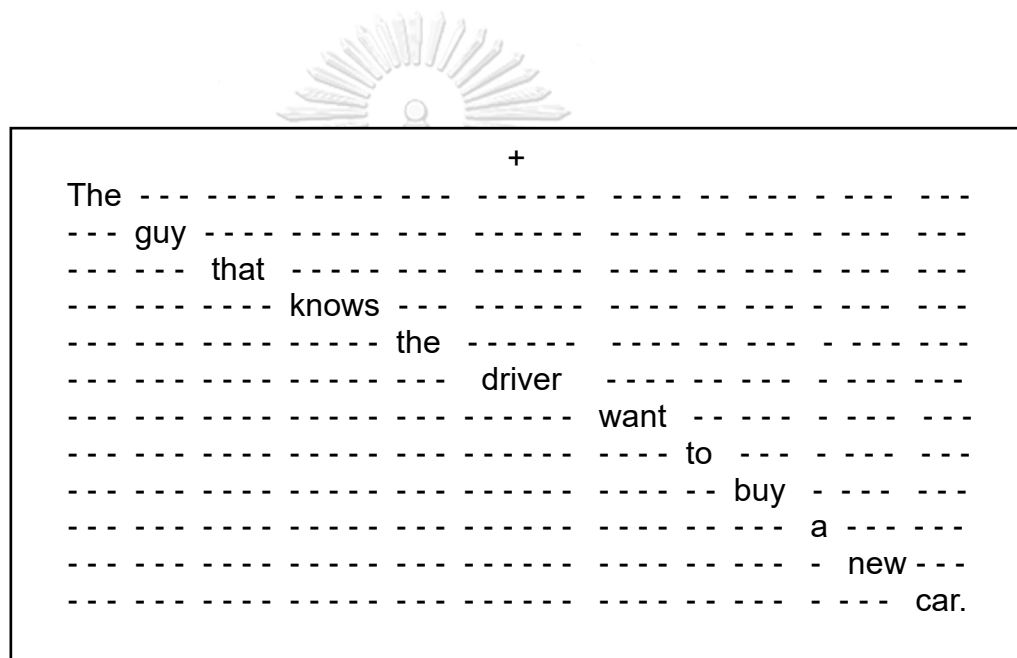 +
The --- ---- ----- --- ------ ---- -- --- - --- ---
--- guy ---- ----- --- ------ ---- -- --- - --- ---
--- --- that ----- --- ------ ---- -- --- - --- ---
--- --- ---- knows --- ------ ---- -- --- - --- ---
--- --- ---- ----- the ------ ---- -- --- - --- ---
--- --- ---- ----- --- driver ---- -- --- - --- ---
--- --- ---- ----- --- ------ want -- --- - --- ---
--- --- ---- ----- --- ------ ---- to --- - --- ---
--- --- ---- ----- --- ------ ---- -- buy - --- ---
--- --- ---- ----- --- ------ ---- -- --- a --- ---
--- --- ---- ----- --- ------ ---- -- --- - new ---
--- --- ---- ----- --- ------ ---- -- --- - --- car.